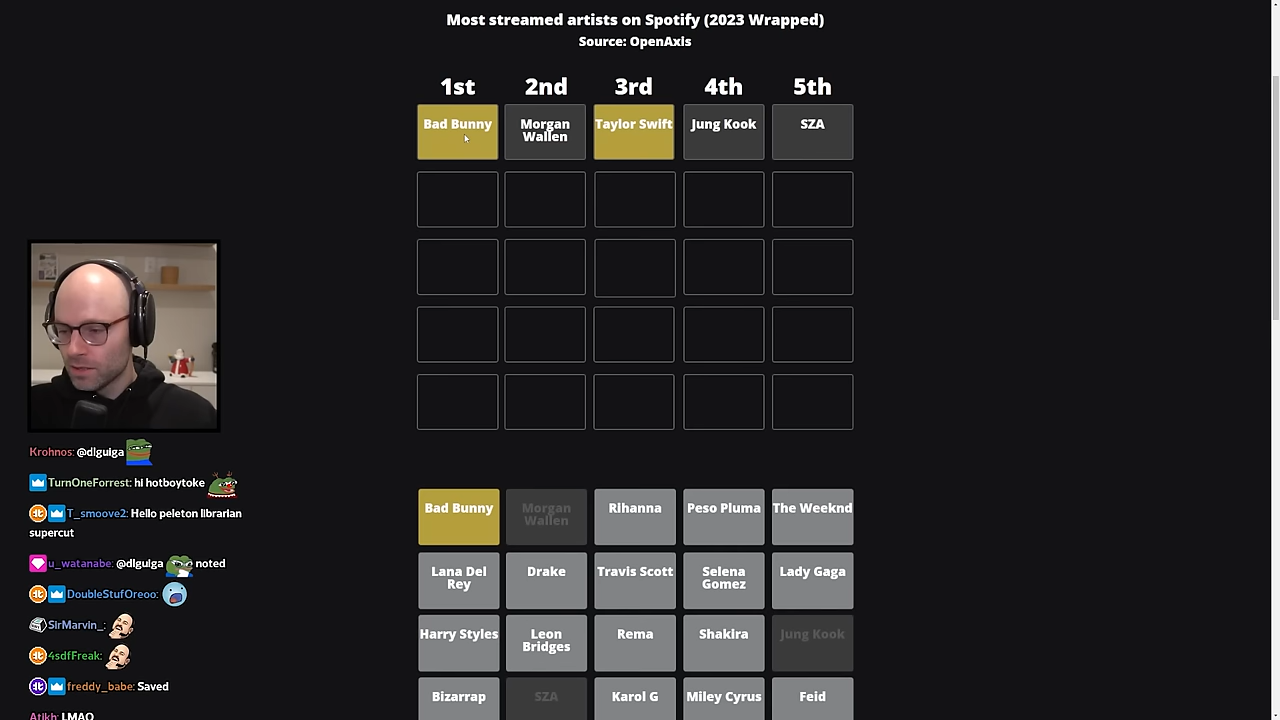 Most streamed artists on Spotify (2023 Wrapped)
Source: OpenAxis
1st 2nd 3rd 4th 5th
Bad Bunny
Morgan
Wallen
Taylor Swift
Jung Kook
SZA
Bad Bunny
Morgan
Wallen
Rihanna
Peso Pluma
The Weeknd
Lana Del
Rey
Drake
Travis Scott
Selena
Gomez
Lady Gaga
Harry Styles
Leon
Bridges
Rema
Shakira
Jung Kook
Bizarrap
SZA
Karol G
Miley Cyrus
Feid
Krohnos: @dlguiga
TurnOneForrest: hi hotboytoke
T_smoove2: Hello peleton librarian
supercut
u_watanabe: @dlguiga noted
DoubleStufOreoo:
SirMarvin_:
4sdfFreak:
freddy_babe: Saved
Atikh: LMAO